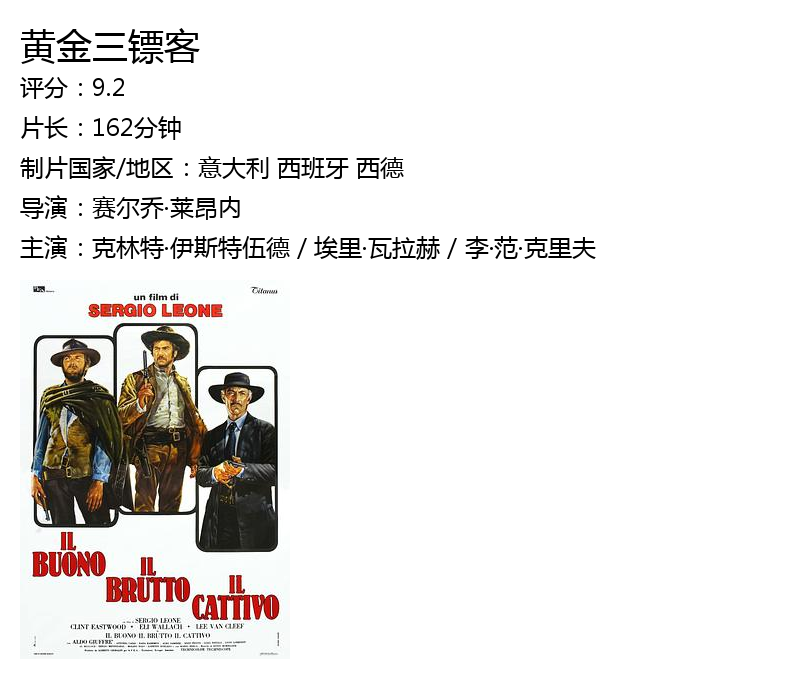 黄金三镖客
评分：9.2
片长：162分钟
制片国家/地区：意大利 西班牙 西德
导演：赛尔乔·莱昂内
主演：克林特·伊斯特伍德 / 埃里·瓦拉赫 / 李·范·克里夫
Titanus
un film di
SERGIO LEONE
IL
BUONO
IL
BRUTTO
IL
CATTIVO
SERGIO LEONE
CLINT EASTWOOD • ELI WALLACH • LEE VAN CLEEF
IL BUONO IL BRUTTO IL CATTIVO
ALDO GIUFFRE'
TECHNICOLOR TECHNISCOPE